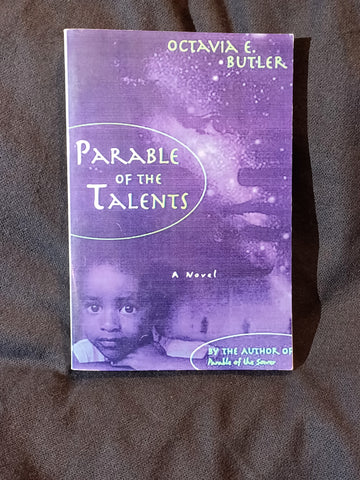 OCTAVIA E.
BUTLER
PARABLE
OF THE
TALENTS
A Novel
BY THE AUTHOR OF
Parable of the Sower